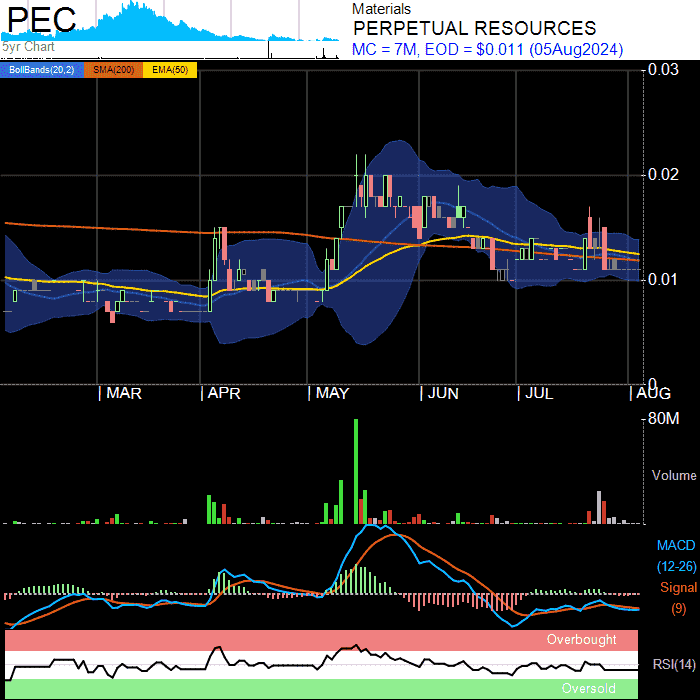 PEC
5yr Chart
Materials
PERPETUAL RESOURCES
MC = 7M, EOD = $0.011 (05Aug2024)
BollBands(20,2) SMA(200) EMA(50)
0.03
0.02
0.01
0
MAR APR MAY JUN JUL AUG
80M
Volume
MACD
(12-26)
Signal
(9)
Overbought
RSI(14)
Oversold